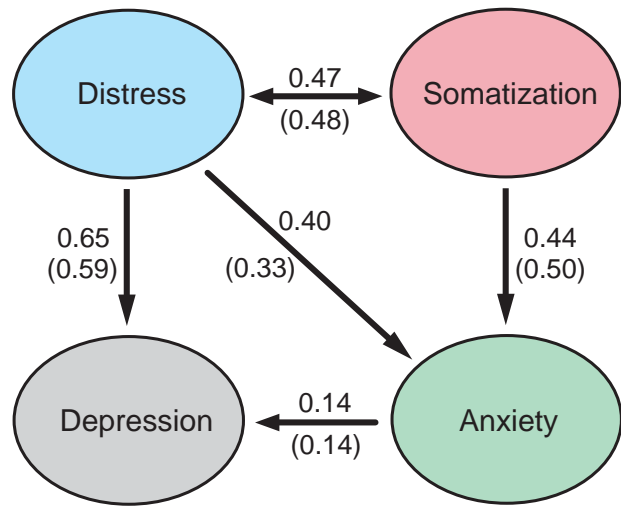 Distress
0.47
(0.48)
Somatization
0.65
(0.59)
0.40
(0.33)
0.44
(0.50)
Depression
0.14
(0.14)
Anxiety